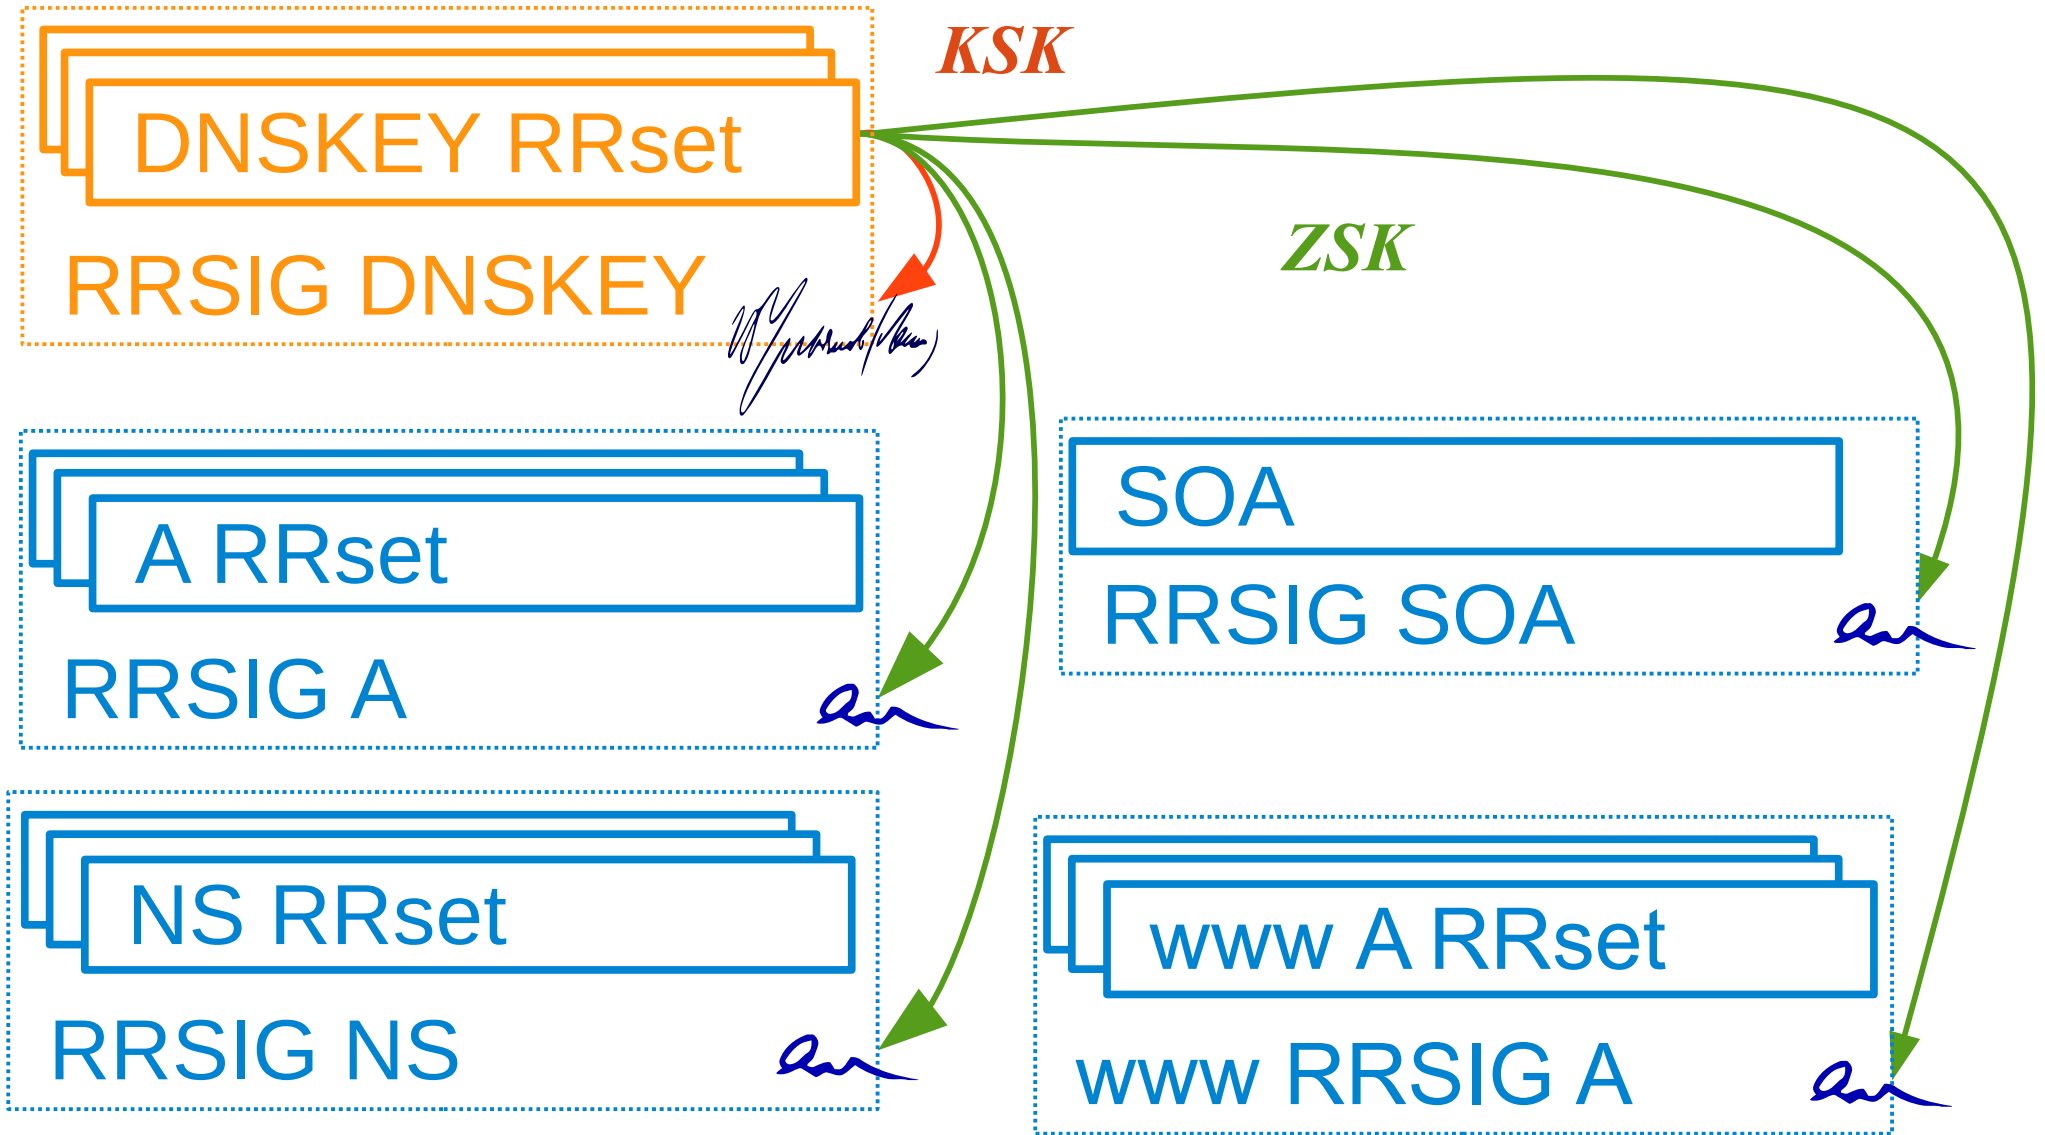 KSK
DNSKEY RRset
ZSK
RRSIG DNSKEY
A RRset
RRSIG A
SOA
RRSIG SOA
NS RRset
RRSIG NS
www A RRset
www RRSIG A